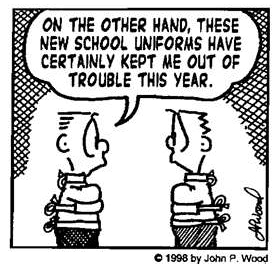 ON THE OTHER HAND, THESE
NEW SCHOOL UNIFORMS HAVE
CERTAINLY KEPT ME OUT OF
TROUBLE THIS YEAR.
JPWood
© 1998 by John P. Wood